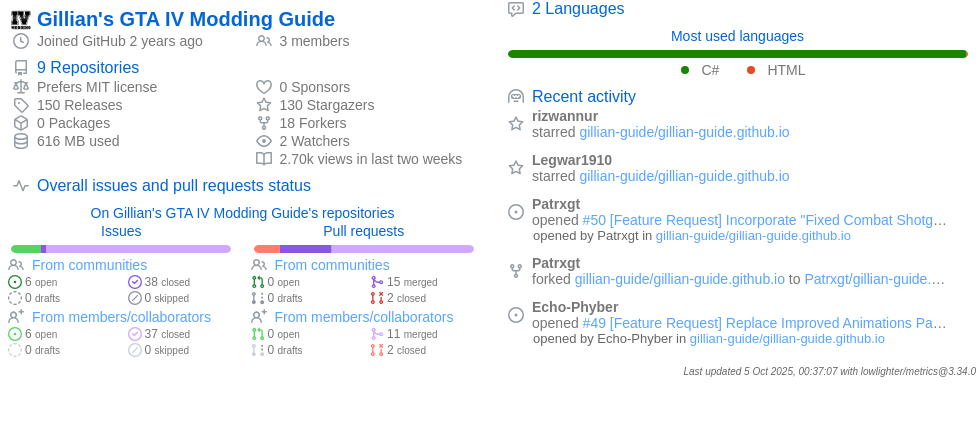 Gillian's GTA IV Modding Guide
Joined GitHub 2 years ago
3 members
9 Repositories
Prefers MIT license
150 Releases
0 Packages
616 MB used
0 Sponsors
130 Stargazers
18 Forkers
2 Watchers
2.70k views in last two weeks
Overall issues and pull requests status
On Gillian's GTA IV Modding Guide's repositories
Issues
From communities
6 open
38 closed
0 drafts
0 skipped
From members/collaborators
6 open
37 closed
0 drafts
0 skipped
Pull requests
From communities
0 open
15 merged
0 drafts
2 closed
From members/collaborators
0 open
11 merged
0 drafts
2 closed
2 Languages
Most used languages
C#
HTML
Recent activity
rizwannur
starred gillian-guide/gillian-guide.github.io
Legwar1910
starred gillian-guide/gillian-guide.github.io
Patrxgt
opened #50 [Feature Request] Incorporate "Fixed Combat Shotg…
opened by Patrxgt in gillian-guide/gillian-guide.github.io
Patrxgt
forked gillian-guide/gillian-guide.github.io to Patrxgt/gillian-guide.…
Echo-Phyber
opened #49 [Feature Request] Replace Improved Animations Pa…
opened by Echo-Phyber in gillian-guide/gillian-guide.github.io
Last updated 5 Oct 2025, 00:37:07 with lowlighter/metrics@3.34.0